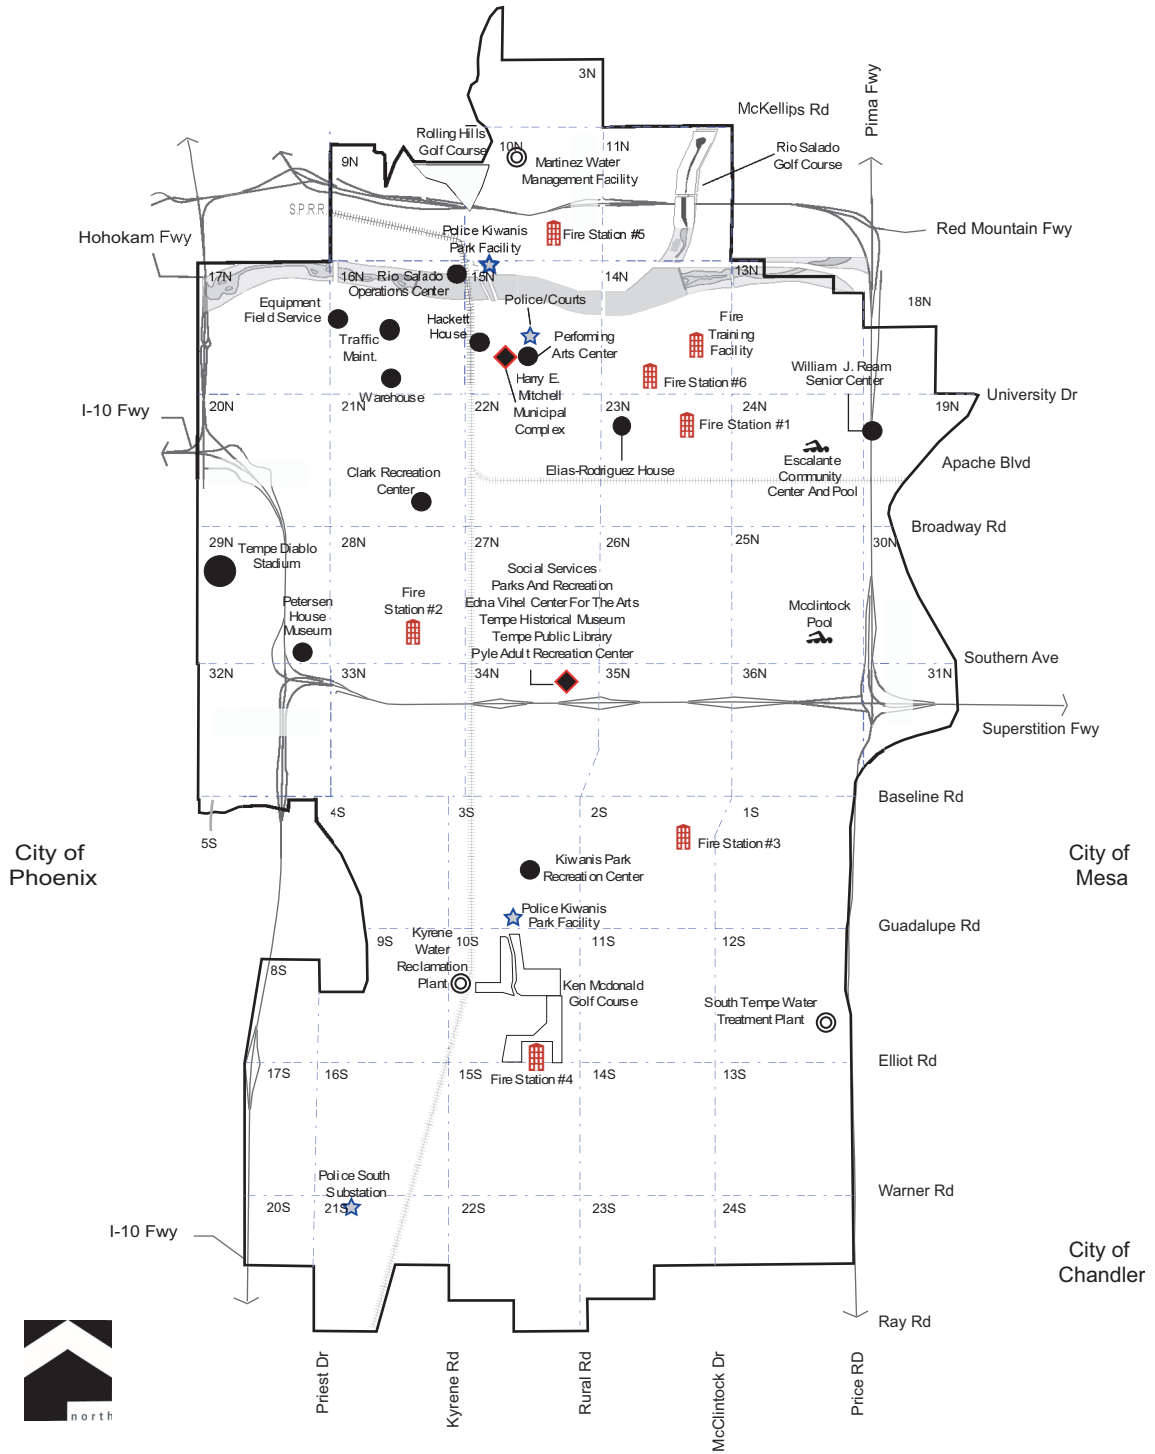 3N
McKellips Rd
Pima Fwy
Rolling Hills
Golf Course
10N
11N
9N
Martinez Water
Management Facility
Rio Salado
Golf Course
S.P.R.R.
Hohokam Fwy
Police Kiwanis
Park Facility
Fire Station #5
Red Mountain Fwy
17N
16N
Rio Salado
Operations Center
15N
14N
13N
18N
Equipment
Field Service
Police/Courts
Traffic
Maint.
Hackett
House
Performing
Arts Center
Fire
Training
Facility
Warehouse
Harry E.
Mitchell
Municipal
Complex
Fire Station #6
William J. Ream
Senior Center
University Dr
I-10 Fwy
20N
21N
22N
23N
24N
19N
Fire Station #1
Elias-Rodriguez House
Escalante
Community
Center And Pool
Apache Blvd
Clark Recreation
Center
Broadway Rd
29N
28N
27N
26N
25N
30N
Tempe Diablo
Stadium
Social Services
Parks And Recreation
Edna Vihel Center For The Arts
Tempe Historical Museum
Tempe Public Library
Pyle Adult Recreation Center
Fire
Station #2
Petersen
House
Museum
Mcclintock
Pool
Southern Ave
32N
33N
34N
35N
36N
31N
Superstition Fwy
Baseline Rd
4S
3S
2S
1S
5S
Fire Station #3
City of
Phoenix
City of
Mesa
Kiwanis Park
Recreation Center
Police Kiwanis
Park Facility
Guadalupe Rd
9S
10S
11S
12S
Kyrene
Water
Reclamation
Plant
8S
Ken Mcdonald
Golf Course
South Tempe Water
Treatment Plant
Elliot Rd
17S
16S
15S
14S
13S
Fire Station #4
Police South
Substation
Warner Rd
20S
21S
22S
23S
24S
I-10 Fwy
City of
Chandler
Ray Rd
north
Priest Dr
Kyrene Rd
Rural Rd
McClintock Dr
Price RD